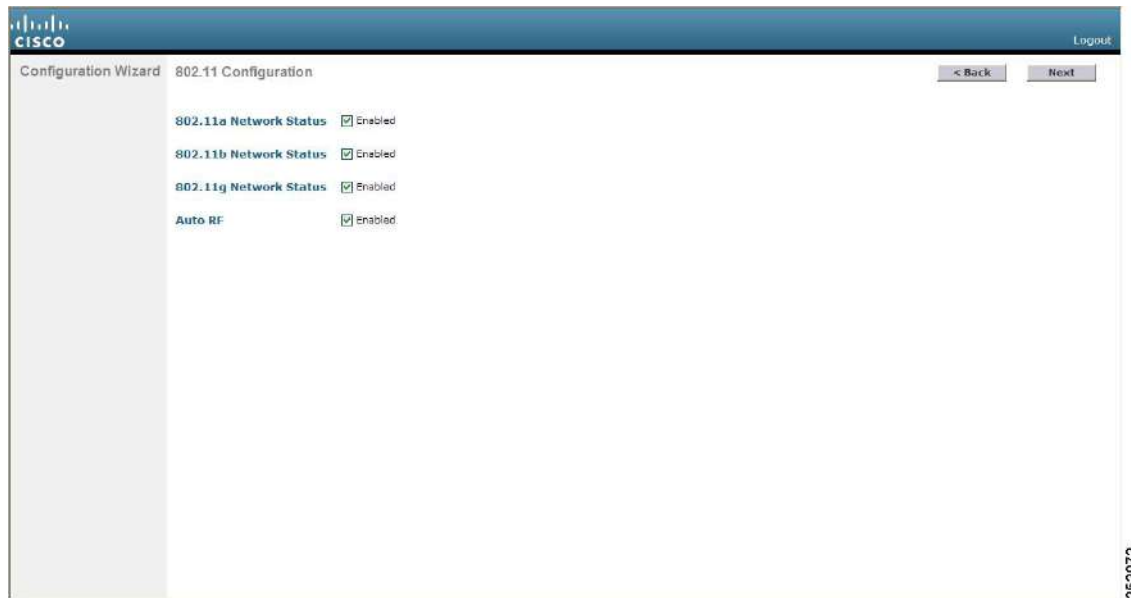 CISCO
Logout
Configuration Wizard
802.11 Configuration
< Back
Next
802.11a Network Status Enabled
802.11b Network Status Enabled
802.11g Network Status Enabled
Auto RF Enabled